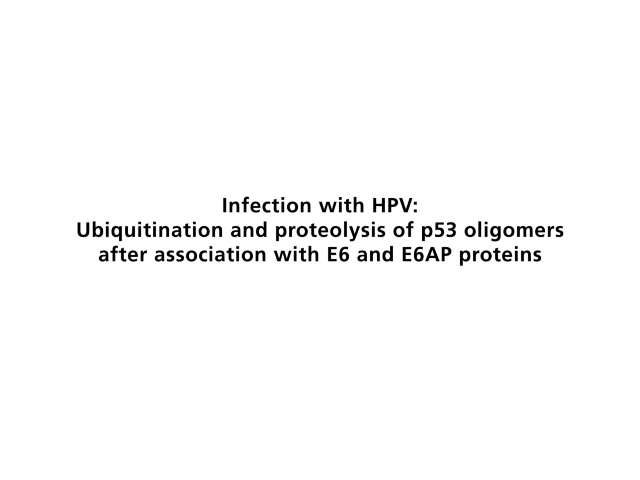 Infection with HPV:
Ubiquitination and proteolysis of p53 oligomers
after association with E6 and E6AP proteins